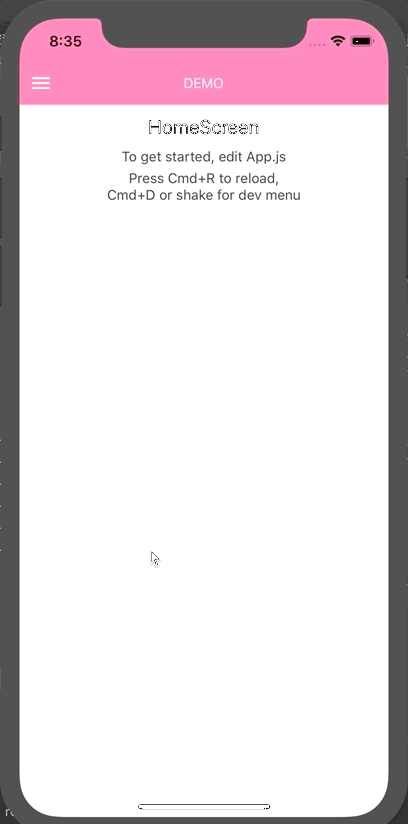 8:35
DEMO
HomeScreen
To get started, edit App.js
Press Cmd+R to reload,
Cmd+D or shake for dev menu